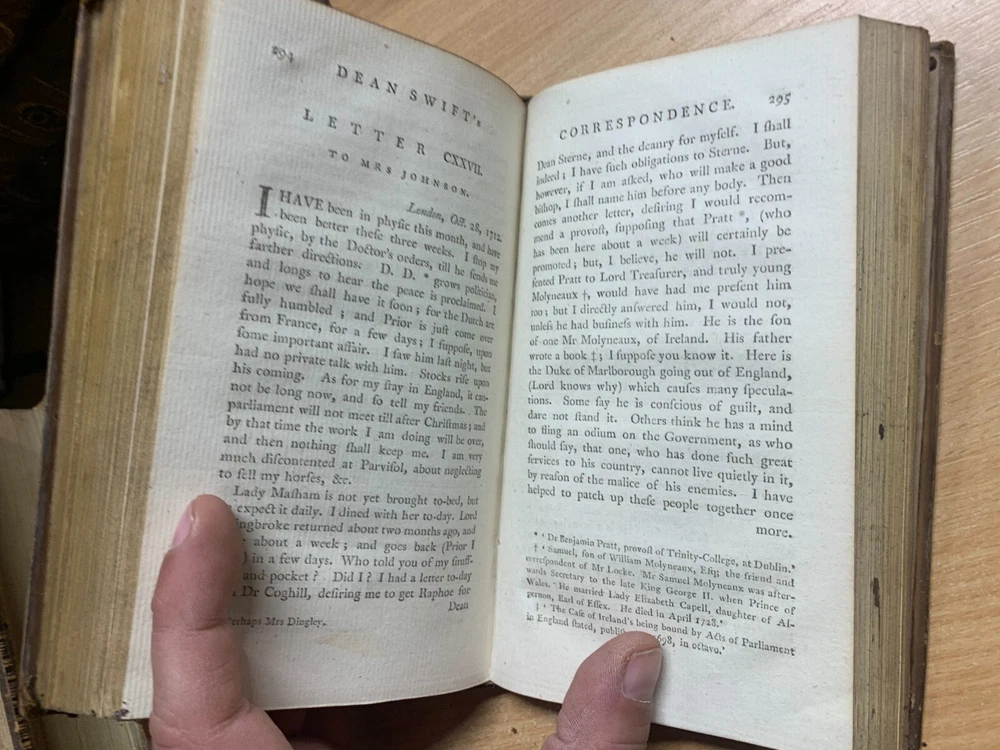 294
DEAN SWIFT's
LETTER CXXVII.
TO MRS JOHNSON.
London, Oct. 28, 1712.
I HAVE been in phyſic this month, and have
been better theſe three weeks. I ſtop my
phyſic, by the Doctor's orders, till he ſends me
farther directions. D. D. * grows politician,
and longs to hear the peace is proclaimed. I
hope we ſhall have it ſoon; for the Dutch are
fully humbled; and Prior is juſt come over
from France, for a few days; I ſuppoſe, upon
ſome important affair. I ſaw him laſt night, but
had no private talk with him. Stocks riſe upon
his coming. As for my ſtay in England, it can-
not be long now, and ſo tell my friends. The
parliament will not meet till after Chriſtmas; and
by that time the work I am doing will be over,
and then nothing ſhall keep me. I am very
much diſcontented at Parviſol, about neglecting
to ſell my horſes, &c.
Lady Maſham is not yet brought to-bed, but
expect it daily. I dined with her to-day. Lord
ingbroke returned about two months ago, and
about a week; and goes back (Prior
) in a few days. Who told you of my ſnuff-
and pocket? Did I? I had a letter to-day
Dr Coghill, deſiring me to get Raphoe for
Dean
Perhaps Mrs Dingley.
CORRESPONDENCE. 295
Dean Sterne, and the deanry for myſelf. I ſhall
indeed; I have ſuch obligations to Sterne. But,
however, if I am aſked, who will make a good
biſhop, I ſhall name him before any body. Then
comes another letter, deſiring I would recom-
mend a provoſt, ſuppoſing that Pratt *, (who
has been here about a week) will certainly be
promoted; but, I believe, he will not. I pre-
ſented Pratt to Lord Treaſurer, and truly young
Molyneaux †, would have had me preſent him
too; but I directly anſwered him, I would not,
unleſs he had buſineſs with him. He is the ſon
of one Mr Molyneaux, of Ireland. His father
wrote a book ‡; I ſuppoſe you know it. Here is
the Duke of Marlborough going out of England,
(Lord knows why) which cauſes many ſpecula-
tions. Some ſay he is conſcious of guilt, and
dare not ſtand it. Others think he has a mind
to fling an odium on the Government, as who
ſhould ſay, that one, who has done ſuch great
ſervices to his country, cannot live quietly in it,
by reaſon of the malice of his enemies. I have
helped to patch up theſe people together once
more.
* ‘ Dr Benjamin Pratt, provoſt of Trinity-College, at Dublin.’
† ‘ Samuel, ſon of William Molyneaux, Eſq; the friend and
correſpondent of Mr Locke. Mr Samuel Molyneaux was after-
wards Secretary to the late King George II. when Prince of
Wales. He married Lady Elizabeth Capell, daughter of Al-
gernon, Earl of Eſſex. He died in April 1728.’
‡ ‘ The Caſe of Ireland's being bound by Acts of Parliament
in England ſtated, 98, in octavo.’